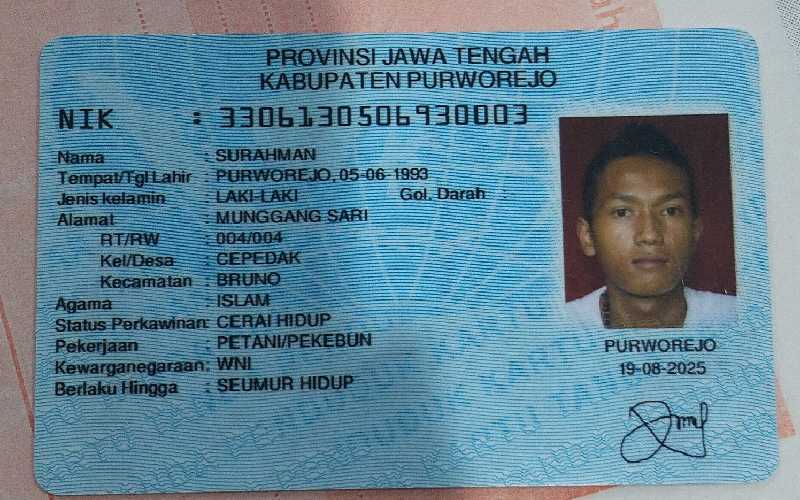 PROVINSI JAWA TENGAH
KABUPATEN PURWOREJO
NIK : 3306130506930003
Nama : SURAHMAN
Tempat/Tgl Lahir : PURWOREJO, 05-06-1993
Jenis kelamin : LAKI-LAKI Gol. Darah :
Alamat : MUNGGANG SARI
RT/RW : 004/004
Kel/Desa : CEPEDAK
Kecamatan : BRUNO
Agama : ISLAM
Status Perkawinan: CERAI HIDUP
Pekerjaan : PETANI/PEKEBUN
Kewarganegaraan: WNI
Berlaku Hingga : SEUMUR HIDUP
PURWOREJO
19-08-2025